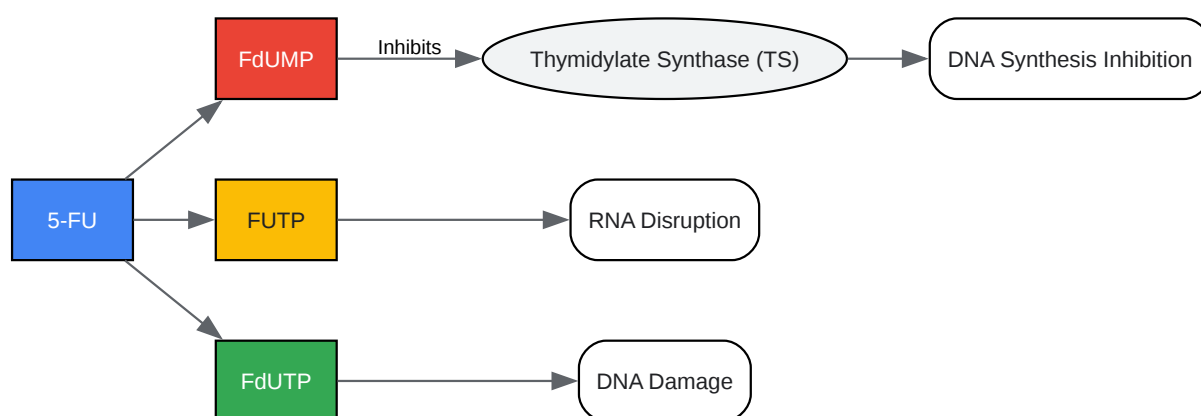 FdUMP
Inhibits
Thymidylate Synthase (TS)
DNA Synthesis Inhibition
5-FU
FUTP
RNA Disruption
FdUTP
DNA Damage